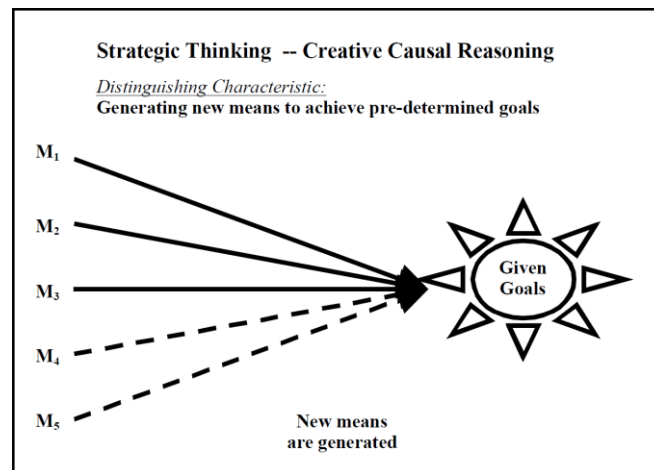 Strategic Thinking -- Creative Causal Reasoning
Distinguishing Characteristic:
Generating new means to achieve pre-determined goals
M₁
M₂
M₃
M₄
M₅
Given
Goals
New means
are generated